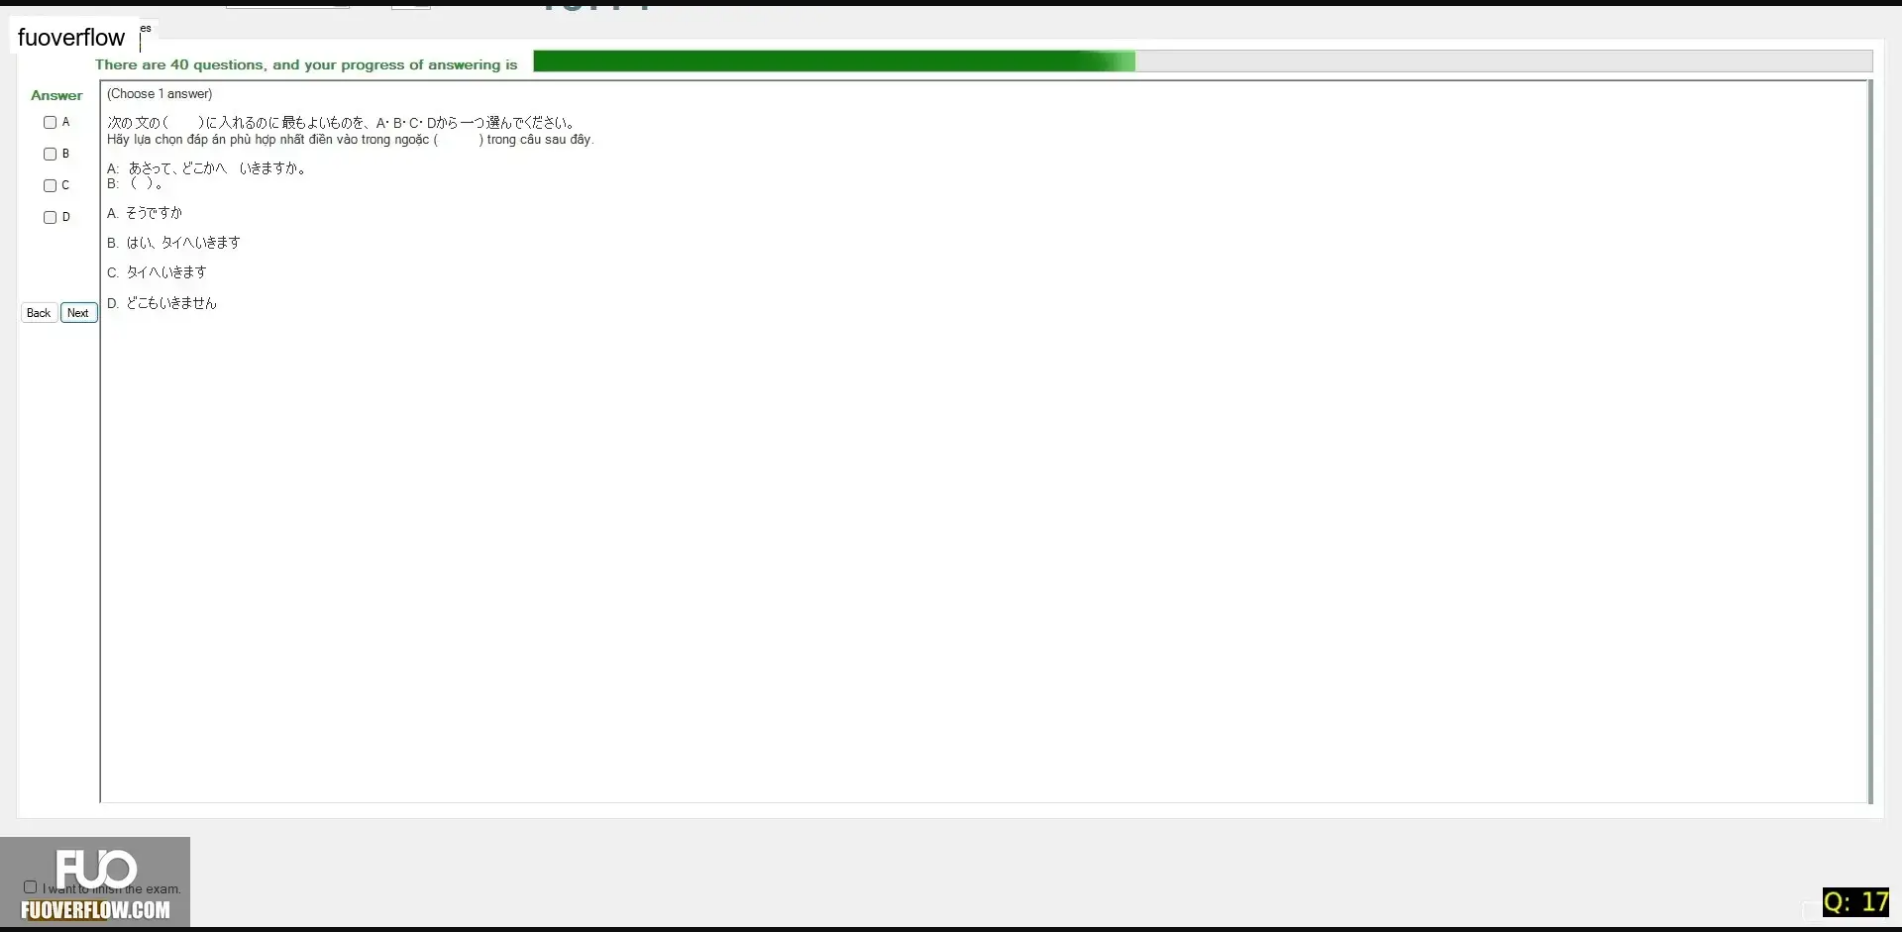 fuoverflow
es
There are 40 questions, and your progress of answering is
Answer
(Choose 1 answer)
A
次の文の(　　)に入れるのに最もよいものを、A・B・C・Dから一つ選んでください。
Hãy lựa chọn đáp án phù hợp nhất điền vào trong ngoặc (　　) trong câu sau đây.
B
A: あさって、どこかへ　いきますか。
B: (　)。
C
D
A. そうですか
B. はい、タイへいきます
C. タイへいきます
D. どこもいきません
Back
Next
FUO
I want to finish the exam.
FUOVERFLOW.COM
Q: 17